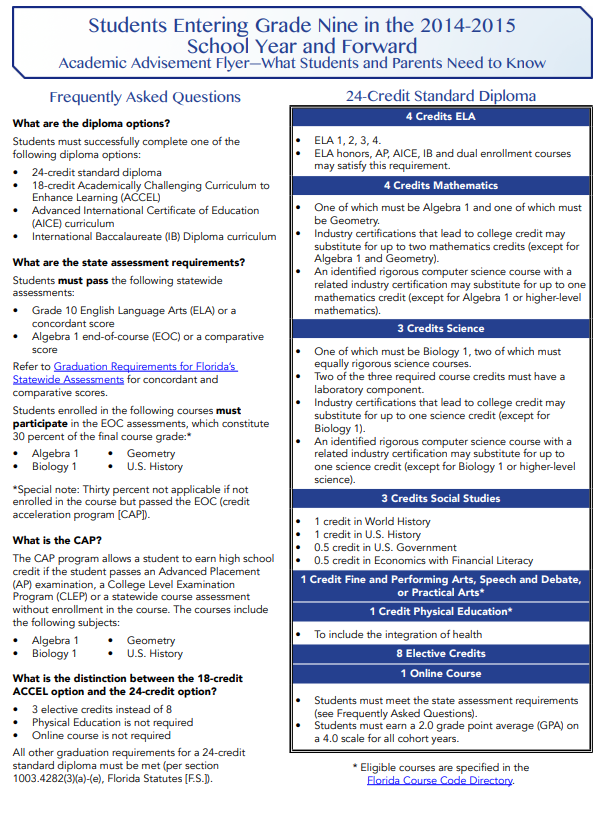 Students Entering Grade Nine in the 2014-2015
School Year and Forward
Academic Advisement Flyer—What Students and Parents Need to Know
Frequently Asked Questions
What are the diploma options?
Students must successfully complete one of the
following diploma options:
• 24-credit standard diploma
• 18-credit Academically Challenging Curriculum to
Enhance Learning (ACCEL)
• Advanced International Certificate of Education
(AICE) curriculum
• International Baccalaureate (IB) Diploma curriculum
What are the state assessment requirements?
Students must pass the following statewide
assessments:
• Grade 10 English Language Arts (ELA) or a
concordant score
• Algebra 1 end-of-course (EOC) or a comparative
score
Refer to Graduation Requirements for Florida's
Statewide Assessments for concordant and
comparative scores.
Students enrolled in the following courses must
participate in the EOC assessments, which constitute
30 percent of the final course grade:*
• Algebra 1 • Geometry
• Biology 1 • U.S. History
*Special note: Thirty percent not applicable if not
enrolled in the course but passed the EOC (credit
acceleration program [CAP]).
What is the CAP?
The CAP program allows a student to earn high school
credit if the student passes an Advanced Placement
(AP) examination, a College Level Examination
Program (CLEP) or a statewide course assessment
without enrollment in the course. The courses include
the following subjects:
• Algebra 1 • Geometry
• Biology 1 • U.S. History
What is the distinction between the 18-credit
ACCEL option and the 24-credit option?
• 3 elective credits instead of 8
• Physical Education is not required
• Online course is not required
All other graduation requirements for a 24-credit
standard diploma must be met (per section
1003.4282(3)(a)-(e), Florida Statutes [F.S.]).
24-Credit Standard Diploma
4 Credits ELA
• ELA 1, 2, 3, 4.
• ELA honors, AP, AICE, IB and dual enrollment courses
may satisfy this requirement.
4 Credits Mathematics
• One of which must be Algebra 1 and one of which must
be Geometry.
• Industry certifications that lead to college credit may
substitute for up to two mathematics credits (except for
Algebra 1 and Geometry).
• An identified rigorous computer science course with a
related industry certification may substitute for up to one
mathematics credit (except for Algebra 1 or higher-level
mathematics).
3 Credits Science
• One of which must be Biology 1, two of which must
equally rigorous science courses.
• Two of the three required course credits must have a
laboratory component.
• Industry certifications that lead to college credit may
substitute for up to one science credit (except for
Biology 1).
• An identified rigorous computer science course with a
related industry certification may substitute for up to
one science credit (except for Biology 1 or higher-level
science).
3 Credits Social Studies
• 1 credit in World History
• 1 credit in U.S. History
• 0.5 credit in U.S. Government
• 0.5 credit in Economics with Financial Literacy
1 Credit Fine and Performing Arts, Speech and Debate,
or Practical Arts*
1 Credit Physical Education*
• To include the integration of health
8 Elective Credits
1 Online Course
• Students must meet the state assessment requirements
(see Frequently Asked Questions).
• Students must earn a 2.0 grade point average (GPA) on
a 4.0 scale for all cohort years.
* Eligible courses are specified in the
Florida Course Code Directory.